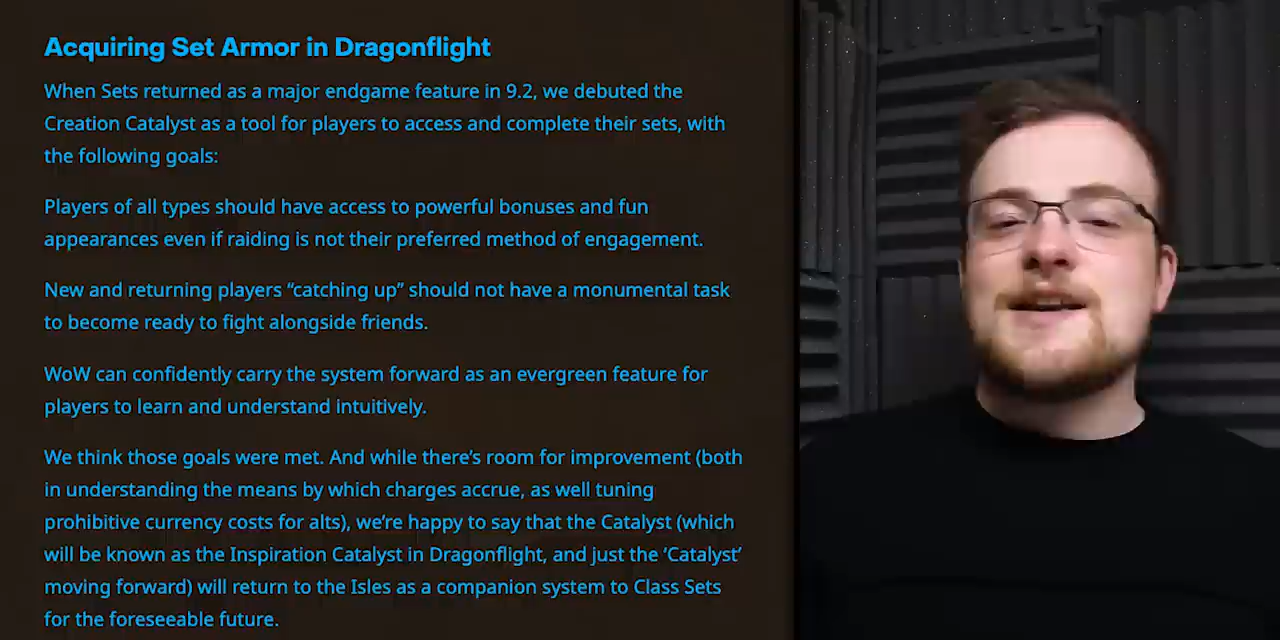 Acquiring Set Armor in Dragonflight
When Sets returned as a major endgame feature in 9.2, we debuted the
Creation Catalyst as a tool for players to access and complete their sets, with
the following goals:
Players of all types should have access to powerful bonuses and fun
appearances even if raiding is not their preferred method of engagement.
New and returning players “catching up” should not have a monumental task
to become ready to fight alongside friends.
WoW can confidently carry the system forward as an evergreen feature for
players to learn and understand intuitively.
We think those goals were met. And while there’s room for improvement (both
in understanding the means by which charges accrue, as well tuning
prohibitive currency costs for alts), we’re happy to say that the Catalyst (which
will be known as the Inspiration Catalyst in Dragonflight, and just the ‘Catalyst’
moving forward) will return to the Isles as a companion system to Class Sets
for the foreseeable future.